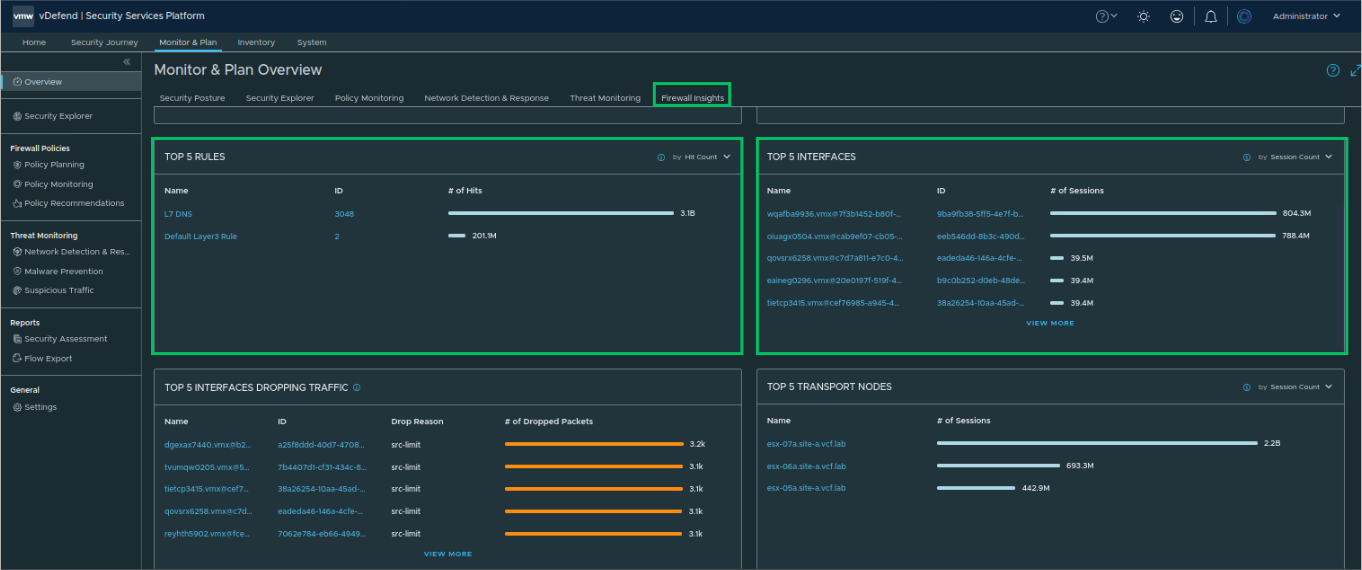 vmw vDefend | Security Services Platform
Administrator
Home Security Journey Monitor & Plan Inventory System
Overview
Security Explorer
Firewall Policies
Policy Planning
Policy Monitoring
Policy Recommendations
Threat Monitoring
Network Detection & Res...
Malware Prevention
Suspicious Traffic
Reports
Security Assessment
Flow Export
General
Settings
Monitor & Plan Overview
Security Posture Security Explorer Policy Monitoring Network Detection & Response Threat Monitoring Firewall Insights
TOP 5 RULES by Hit Count
Name ID # of Hits
L7 DNS 3048 3.1B
Default Layer3 Rule 2 201.1M
TOP 5 INTERFACES by Session Count
Name ID # of Sessions
wqafba9936.vmx@7f3b1452-b80f-... 9ba9fb38-5ff5-4e7f-b... 804.3M
oiuagx0504.vmx@cab9ef07-cb05-... eeb546dd-8b3c-490d... 788.4M
qovsrx6258.vmx@c7d7a811-e7c0-4... eadeda46-146a-4cfe-... 39.5M
eaineg0296.vmx@20e0197f-519f-4... b9c0b252-d0eb-48de... 39.4M
tietcp3415.vmx@cef76985-a945-4... 38a26254-10aa-45ad-... 39.4M
VIEW MORE
TOP 5 INTERFACES DROPPING TRAFFIC
Name ID Drop Reason # of Dropped Packets
dgexax7440.vmx@b2... a25f8ddd-40d7-4708... src-limit 3.2k
tvumqw0205.vmx@5... 7b4407d1-cf31-434c-8... src-limit 3.1k
tietcp3415.vmx@cef7... 38a26254-10aa-45ad-... src-limit 3.1k
qovsrx6258.vmx@c7d... eadeda46-146a-4cfe-... src-limit 3.1k
reyhth5902.vmx@fce... 7062e784-eb66-4949... src-limit 3.1k
VIEW MORE
TOP 5 TRANSPORT NODES by Session Count
Name # of Sessions
esx-07a.site-a.vcf.lab 2.2B
esx-06a.site-a.vcf.lab 693.3M
esx-05a.site-a.vcf.lab 442.9M